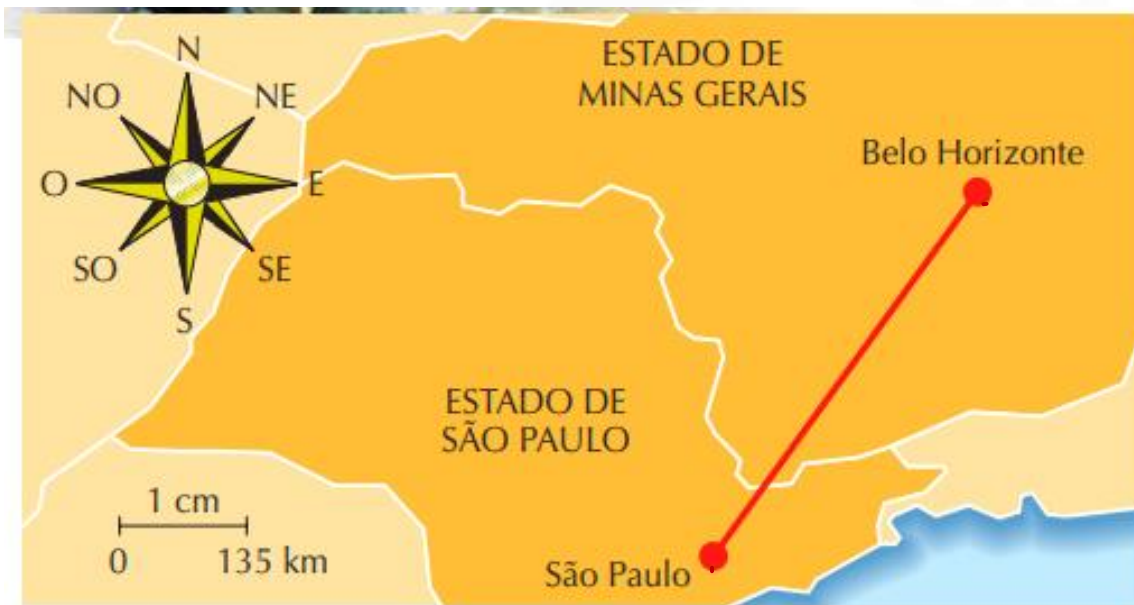 N
NO
NE
O
E
SO
SE
S
ESTADO DE
MINAS GERAIS
Belo Horizonte
ESTADO DE
SÃO PAULO
1 cm
0 135 km
São Paulo